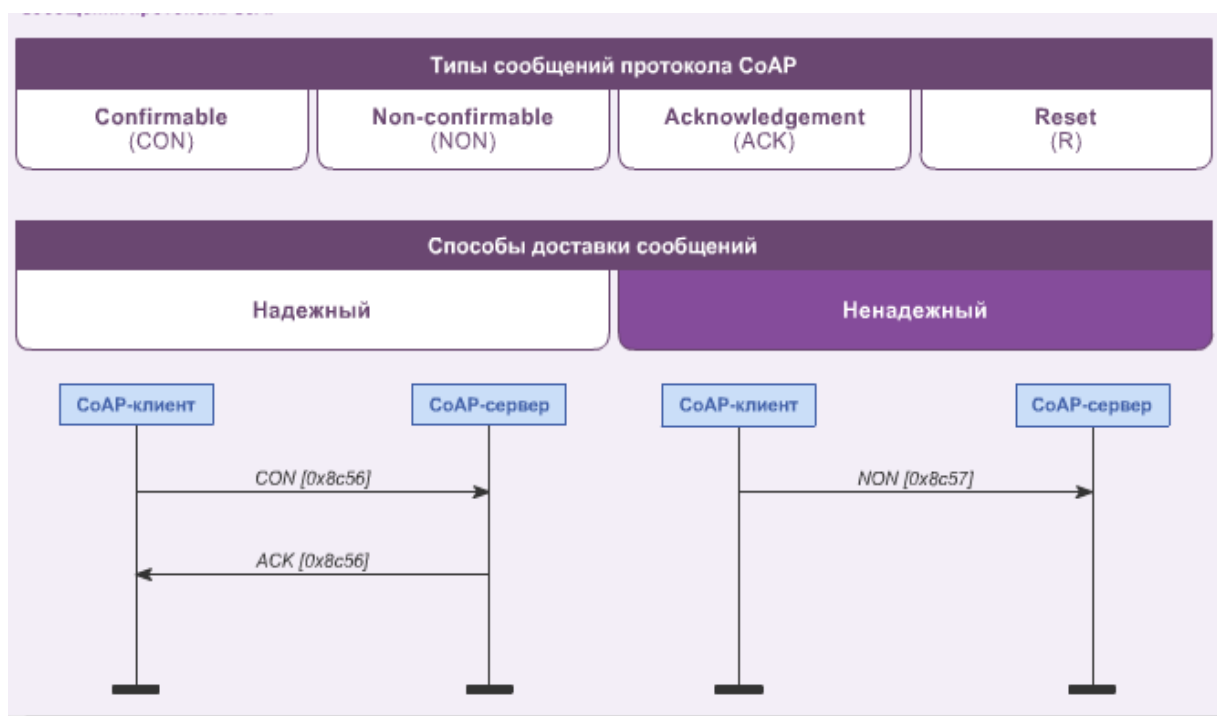 Типы сообщений протокола CoAP
Confirmable
(CON)
Non-confirmable
(NON)
Acknowledgement
(ACK)
Reset
(R)
Способы доставки сообщений
Надежный
Ненадежный
CoAP-клиент
CoAP-сервер
CoAP-клиент
CoAP-сервер
CON [0x8c56]
NON [0x8c57]
ACK [0x8c56]